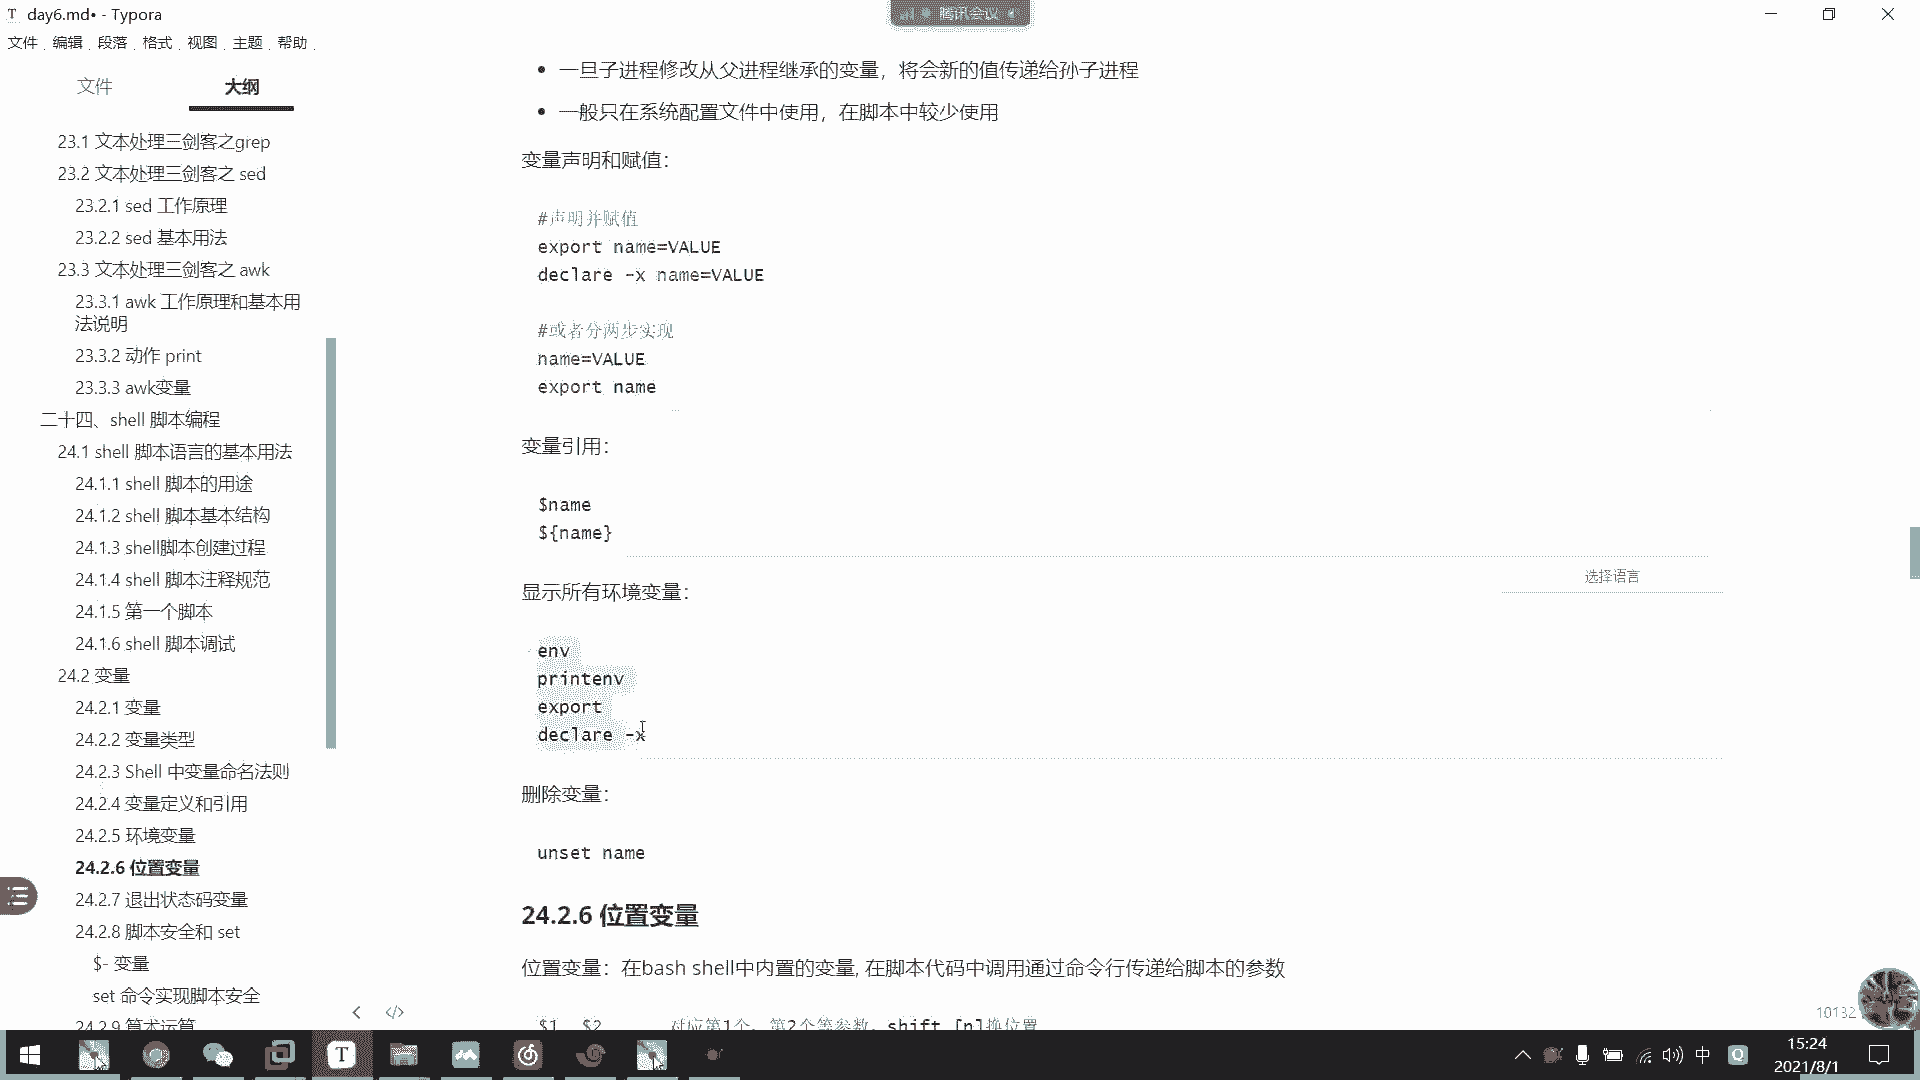 T day6.md• - Typora
腾讯会议
文件 编辑 段落 格式 视图 主题 帮助
文件 大纲
23.1 文本处理三剑客之grep
23.2 文本处理三剑客之 sed
23.2.1 sed 工作原理
23.2.2 sed 基本用法
23.3 文本处理三剑客之 awk
23.3.1 awk 工作原理和基本用
法说明
23.3.2 动作 print
23.3.3 awk变量
二十四、shell 脚本编程
24.1 shell 脚本语言的基本用法
24.1.1 shell 脚本的用途
24.1.2 shell 脚本基本结构
24.1.3 shell脚本创建过程
24.1.4 shell 脚本注释规范
24.1.5 第一个脚本
24.1.6 shell 脚本调试
24.2 变量
24.2.1 变量
24.2.2 变量类型
24.2.3 Shell 中变量命名法则
24.2.4 变量定义和引用
24.2.5 环境变量
24.2.6 位置变量
24.2.7 退出状态码变量
24.2.8 脚本安全和 set
$- 变量
set 命令实现脚本安全
24.2.9 算术运算
• 一旦子进程修改从父进程继承的变量，将会新的值传递给孙子进程
• 一般只在系统配置文件中使用，在脚本中较少使用
变量声明和赋值：
#声明并赋值
export name=VALUE
declare -x name=VALUE
#或者分两步实现
name=VALUE
export name
变量引用：
$name
${name}
选择语言
显示所有环境变量：
env
printenv
export
declare -x
删除变量：
unset name
24.2.6 位置变量
位置变量：在bash shell中内置的变量, 在脚本代码中调用通过命令行传递给脚本的参数
$1, $2, 对应第1个、第2个等参数，shift [n]换位置
10132
T
中
Q
15:24
2021/8/1